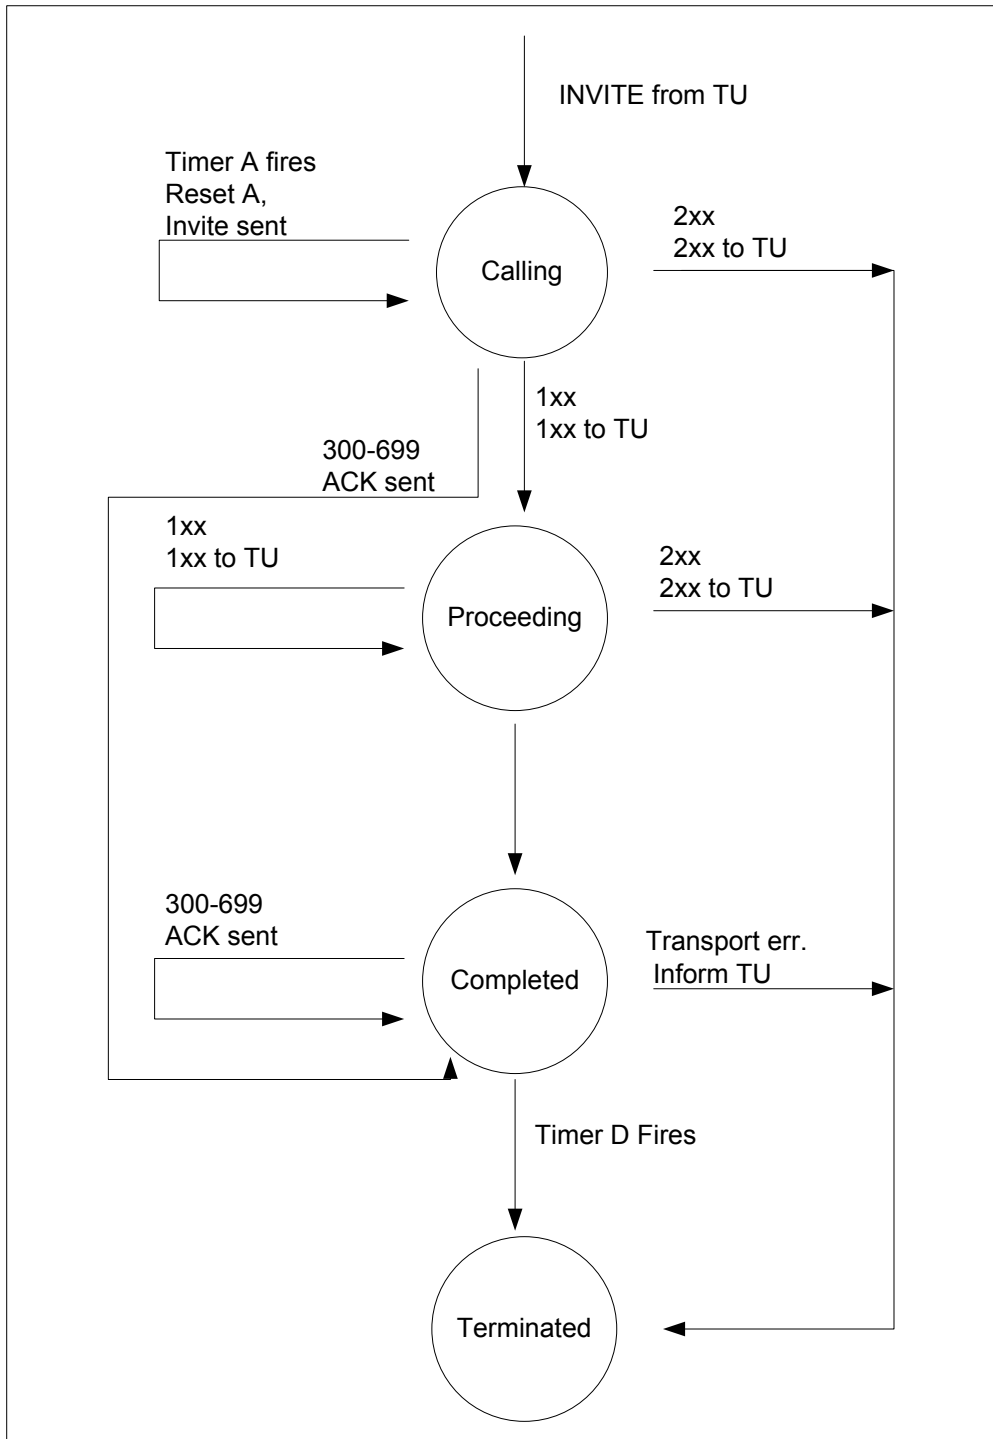 INVITE from TU
Timer A fires
Reset A,
Invite sent
2xx
2xx to TU
Calling
1xx
1xx to TU
300-699
ACK sent
1xx
1xx to TU
2xx
2xx to TU
Proceeding
300-699
ACK sent
Transport err.
Inform TU
Completed
Timer D Fires
Terminated